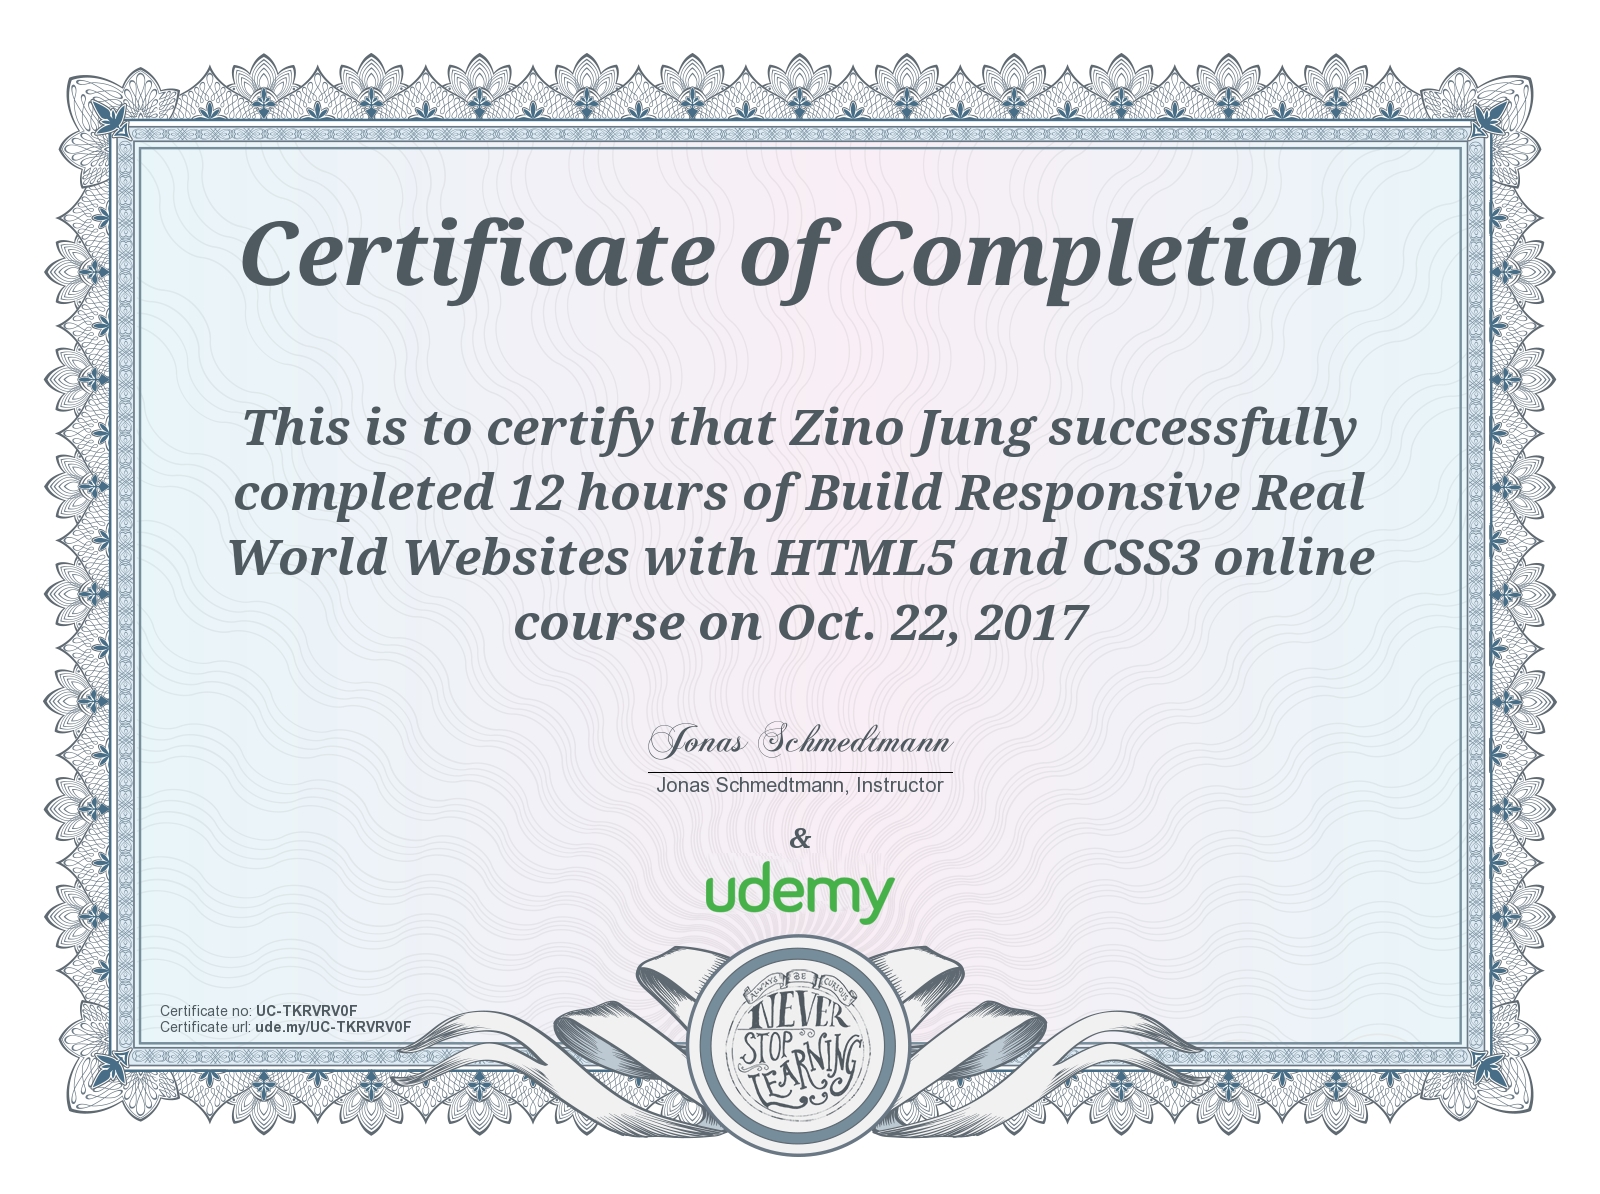 Certificate of Completion
This is to certify that Zino Jung successfully
completed 12 hours of Build Responsive Real
World Websites with HTML5 and CSS3 online
course on Oct. 22, 2017
Jonas Schmedtmann
Jonas Schmedtmann, Instructor
&
udemy
Certificate no: UC-TKRVRV0F
Certificate url: ude.my/UC-TKRVRV0F
ALWAYS BE CURIOUS
NEVER
STOP
LEARNING